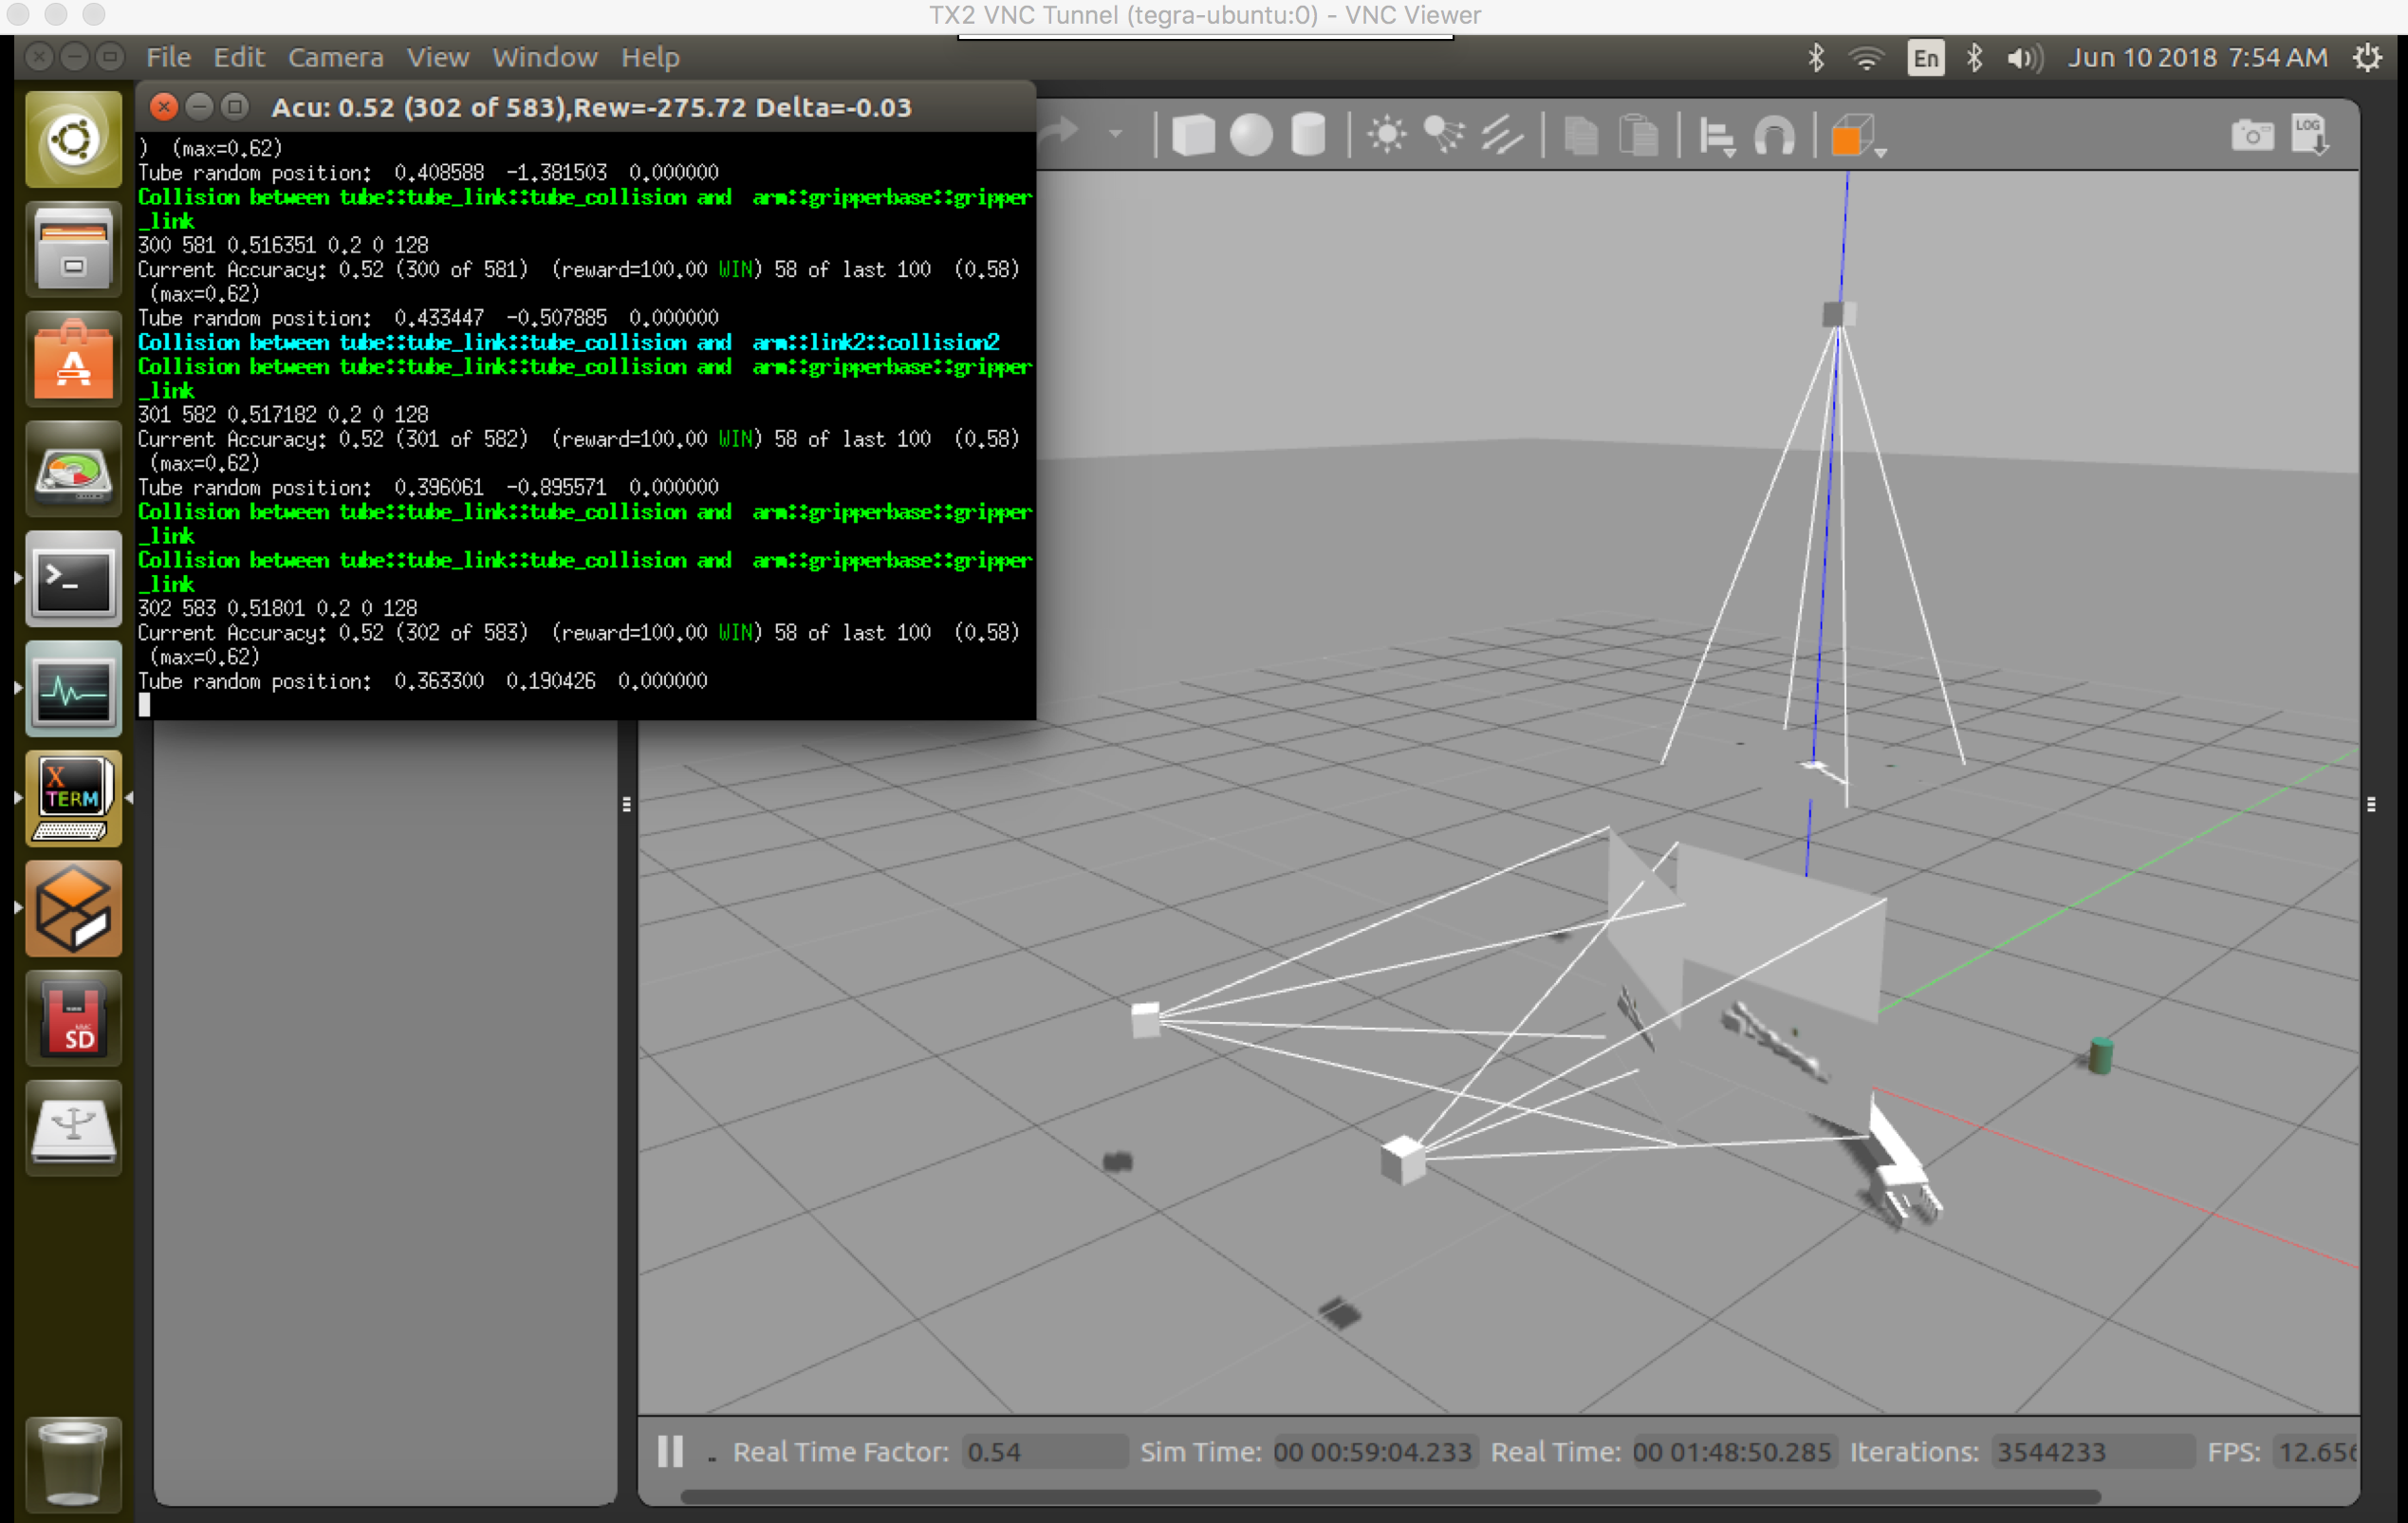 TX2 VNC Tunnel (tegra-ubuntu:0) - VNC Viewer
File Edit Camera View Window Help
En
Jun 10 2018 7:54 AM
Acu: 0.52 (302 of 583),Rew=-275.72 Delta=-0.03
LOG
) (max=0.62)
Tube random position: 0.408588 -1.381503 0.000000
Collision between tube::tube_link::tube_collision and arm::gripperbase::gripper
_link
300 581 0.516351 0.2 0 128
Current Accuracy: 0.52 (300 of 581) (reward=100.00 WIN) 58 of last 100 (0.58)
(max=0.62)
Tube random position: 0.433447 -0.507885 0.000000
Collision between tube::tube_link::tube_collision and arm::link2::collision2
Collision between tube::tube_link::tube_collision and arm::gripperbase::gripper
_link
301 582 0.517182 0.2 0 128
Current Accuracy: 0.52 (301 of 582) (reward=100.00 WIN) 58 of last 100 (0.58)
(max=0.62)
Tube random position: 0.396061 -0.895571 0.000000
Collision between tube::tube_link::tube_collision and arm::gripperbase::gripper
_link
Collision between tube::tube_link::tube_collision and arm::gripperbase::gripper
_link
302 583 0.51801 0.2 0 128
Current Accuracy: 0.52 (302 of 583) (reward=100.00 WIN) 58 of last 100 (0.58)
(max=0.62)
Tube random position: 0.363300 0.190426 0.000000
X
TERM
SD
Real Time Factor: 0.54 Sim Time: 00 00:59:04.233 Real Time: 00 01:48:50.285 Iterations: 3544233 FPS: 12.656